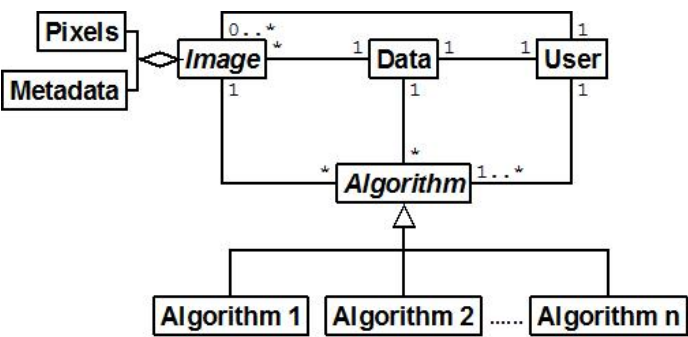 Pixels
0..*
1
Image
*
1
Data
1
1
User
Metadata
1
1
1
*
*
1..*
Algorithm
Algorithm 1
Algorithm 2
......
Algorithm n